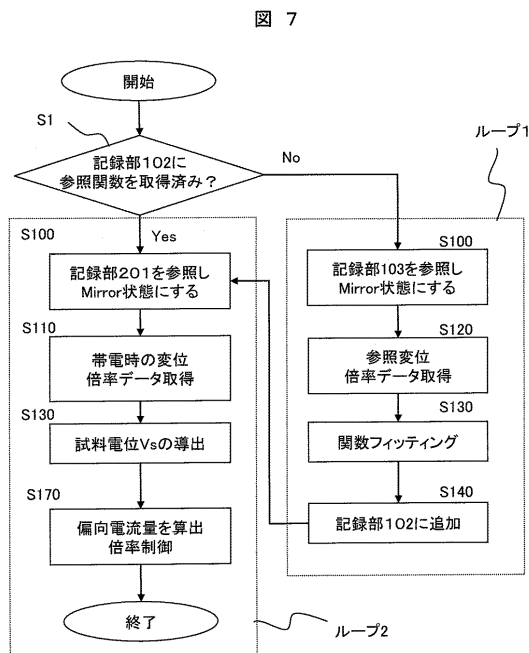 図 7
開始
S1
記録部102に
参照関数を取得済み?
No
ループ1
Yes
S100
記録部201を参照し
Mirror状態にする
S110
帯電時の変位
倍率データ取得
S130
試料電位Vsの導出
S170
偏向電流量を算出
倍率制御
終了
ループ2
S100
記録部103を参照し
Mirror状態にする
S120
参照変位
倍率データ取得
S130
関数フィッティング
S140
記録部102に追加